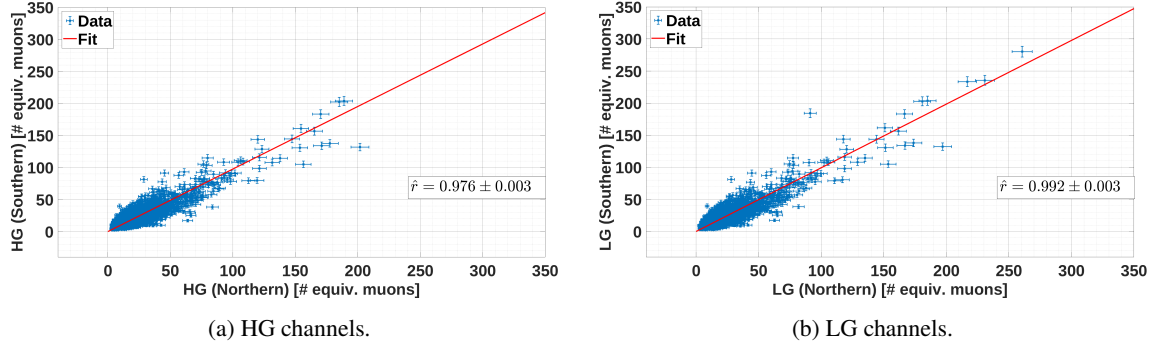 350
300
250
200
150
100
50
0
HG (Southern) [# equiv. muons]
Data
Fit
r̂ = 0.976 ± 0.003
0 50 100 150 200 250 300 350
HG (Northern) [# equiv. muons]
(a) HG channels.
350
300
250
200
150
100
50
0
LG (Southern) [# equiv. muons]
Data
Fit
r̂ = 0.992 ± 0.003
0 50 100 150 200 250 300 350
LG (Northern) [# equiv. muons]
(b) LG channels.